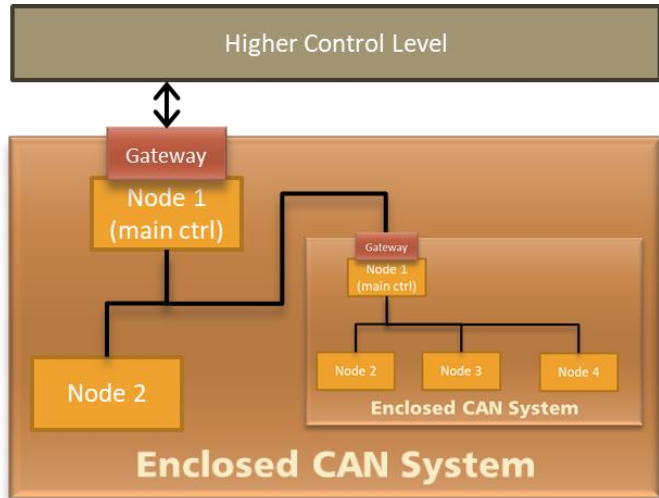 Higher Control Level
Gateway
Node 1
(main ctrl)
Gateway
Node 1
(main ctrl)
Node 2
Node 3
Node 4
Node 2
Enclosed CAN System
Enclosed CAN System